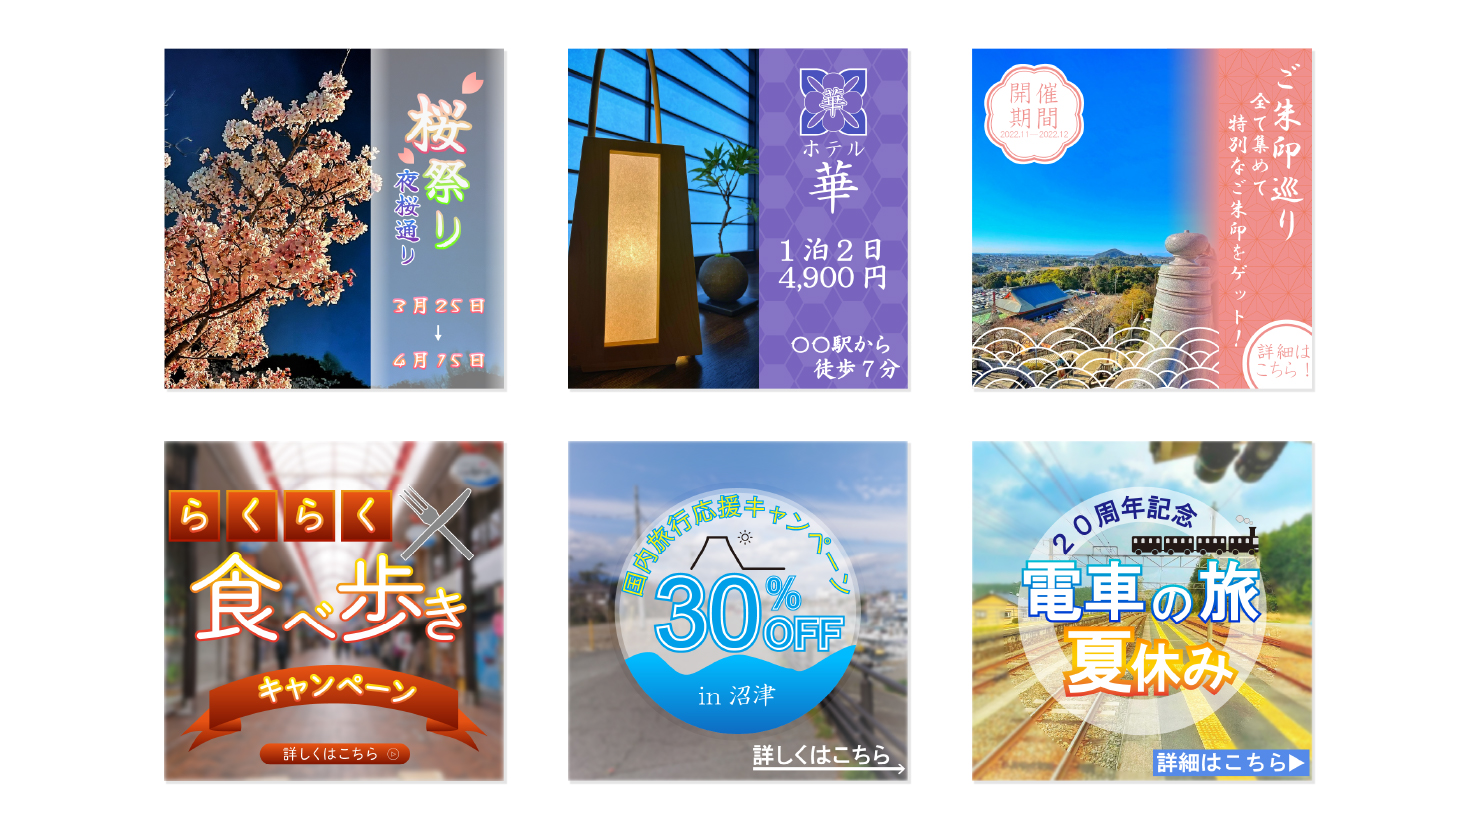 桜祭り
夜桜通り
3月25日
↓
4月15日
華
ホテル
華
1泊2日
4,900円
〇〇駅から
徒歩7分
開催
期間
2022.11―2022.12
ご朱印巡り
全て集めて
特別なご朱印をゲット!
詳細は
こちら!
らくらく
食べ歩き
キャンペーン
詳しくはこちら
国内旅行応援キャンペーン
30%
OFF
in 沼津
詳しくはこちら
20周年記念
電車の旅
夏休み
詳細はこちら▶